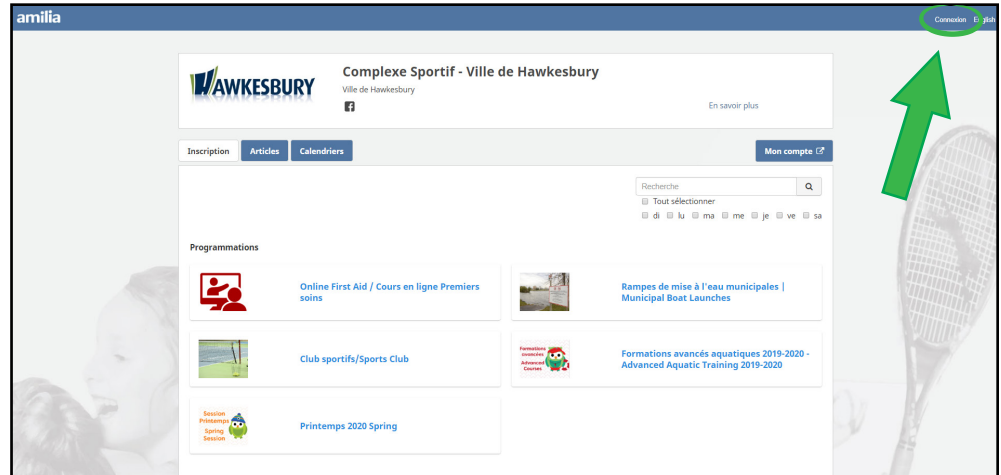 amilia
Connexion English
HAWKESBURY
Complexe Sportif - Ville de Hawkesbury
Ville de Hawkesbury
En savoir plus
Inscription Articles Calendriers Mon compte
Recherche
Tout sélectionner
di lu ma me je ve sa
Programmations
Online First Aid / Cours en ligne Premiers
soins
Rampes de mise à l'eau municipales |
Municipal Boat Launches
Club sportifs/Sports Club
Formations
avancées
Advanced
Courses
Formations avancés aquatiques 2019-2020 -
Advanced Aquatic Training 2019-2020
Session
Printemps
Spring
Session
Printemps 2020 Spring